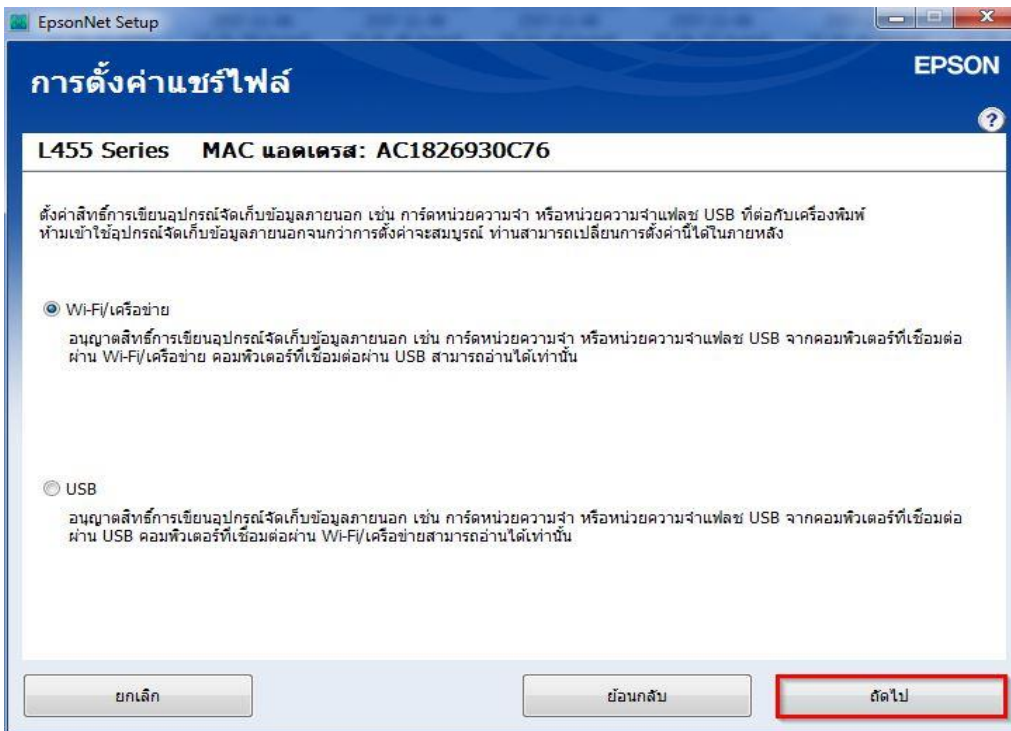 EpsonNet Setup
EPSON
การตั้งค่าแชร์ไฟล์
?
L455 Series MAC แอดเดรส: AC1826930C76
ตั้งค่าสิทธิ์การเขียนอุปกรณ์จัดเก็บข้อมูลภายนอก เช่น การ์ดหน่วยความจำ หรือหน่วยความจำแฟลช USB ที่ต่อกับเครื่องพิมพ์
ห้ามเข้าใช้อุปกรณ์จัดเก็บข้อมูลภายนอกจนกว่าการตั้งค่าจะสมบูรณ์ ท่านสามารถเปลี่ยนการตั้งค่านี้ได้ในภายหลัง
Wi-Fi/เครือข่าย
อนุญาตสิทธิ์การเขียนอุปกรณ์จัดเก็บข้อมูลภายนอก เช่น การ์ดหน่วยความจำ หรือหน่วยความจำแฟลช USB จากคอมพิวเตอร์ที่เชื่อมต่อ
ผ่าน Wi-Fi/เครือข่าย คอมพิวเตอร์ที่เชื่อมต่อผ่าน USB สามารถอ่านได้เท่านั้น
USB
อนุญาตสิทธิ์การเขียนอุปกรณ์จัดเก็บข้อมูลภายนอก เช่น การ์ดหน่วยความจำ หรือหน่วยความจำแฟลช USB จากคอมพิวเตอร์ที่เชื่อมต่อ
ผ่าน USB คอมพิวเตอร์ที่เชื่อมต่อผ่าน Wi-Fi/เครือข่ายสามารถอ่านได้เท่านั้น
ยกเลิก ย้อนกลับ ถัดไป